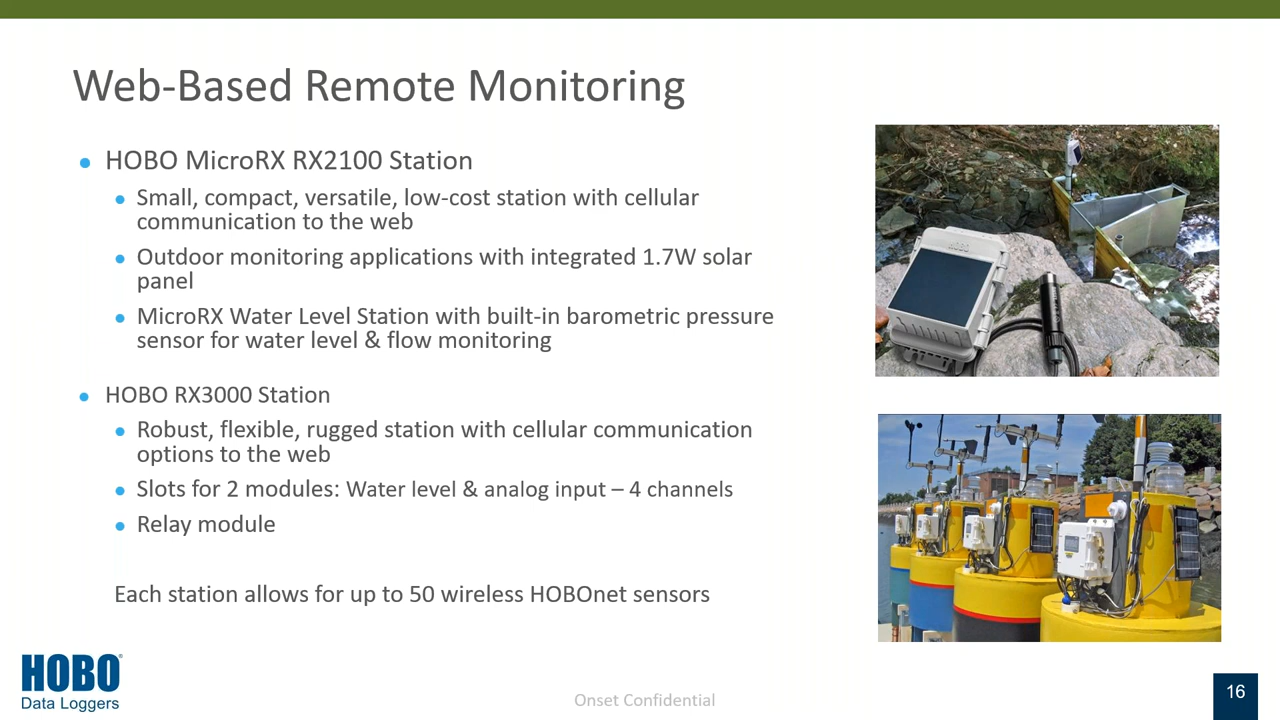 Web-Based Remote Monitoring
HOBO MicroRX RX2100 Station
Small, compact, versatile, low-cost station with cellular
communication to the web
Outdoor monitoring applications with integrated 1.7W solar
panel
MicroRX Water Level Station with built-in barometric pressure
sensor for water level & flow monitoring
HOBO RX3000 Station
Robust, flexible, rugged station with cellular communication
options to the web
Slots for 2 modules: Water level & analog input – 4 channels
Relay module
Each station allows for up to 50 wireless HOBOnet sensors
HOBO
HOBO®
Data Loggers
Onset Confidential
16